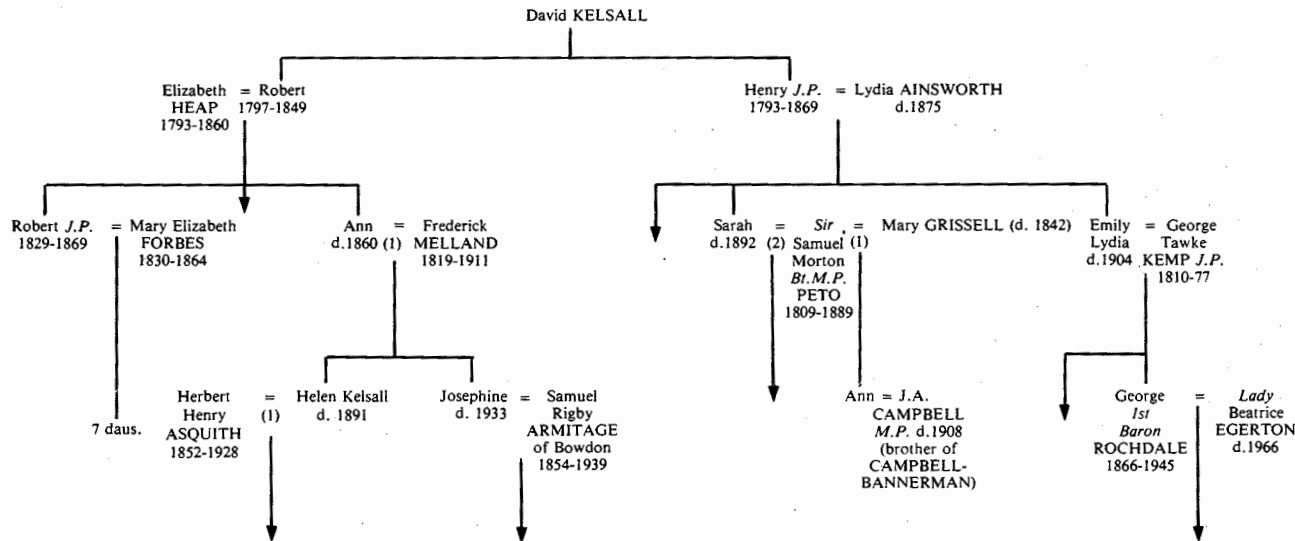 David KELSALL
Elizabeth = Robert
HEAP 1797-1849
1793-1860
Henry J.P. = Lydia AINSWORTH
1793-1869 d.1875
Robert J.P. = Mary Elizabeth
1829-1869 FORBES
1830-1864
Ann = Frederick
d.1860 (1) MELLAND
1819-1911
Sarah = Sir = Mary GRISSELL (d. 1842)
d.1892 (2) Samuel (1)
Morton
Bt.M.P.
PETO
1809-1889
Emily = George
Lydia Tawke
d.1904 KEMP J.P.
1810-77
7 daus.
Herbert = Helen Kelsall
Henry (1) d. 1891
ASQUITH
1852-1928
Josephine = Samuel
d. 1933 Rigby
ARMITAGE
of Bowdon
1854-1939
Ann = J.A.
CAMPBELL
M.P. d.1908
(brother of
CAMPBELL-
BANNERMAN)
George = Lady
1st Beatrice
Baron EGERTON
ROCHDALE d.1966
1866-1945